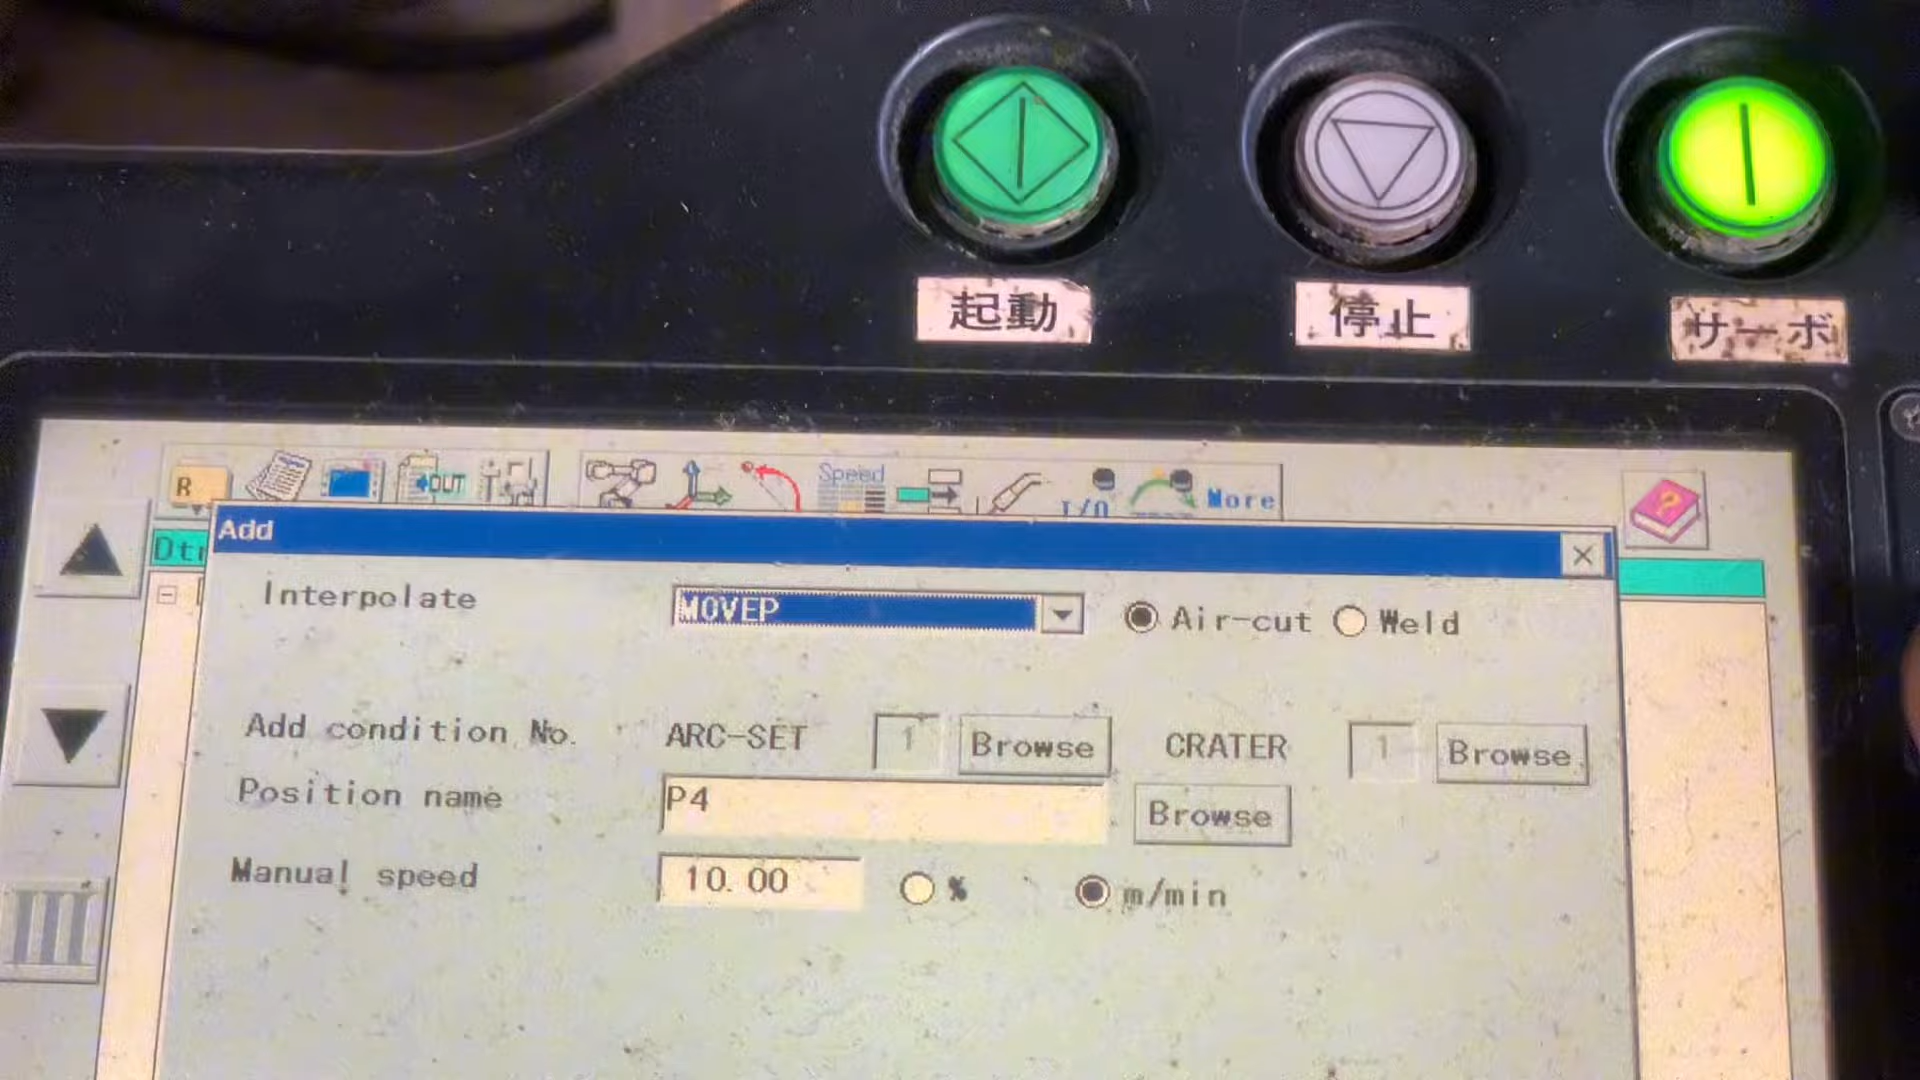 起動 停止 サーボ
R OUT Speed I/O More
Add
Interpolate MOVEP Air-cut Weld
Add condition No. ARC-SET 1 Browse CRATER 1 Browse
Position name P4 Browse
Manual speed 10.00 % m/min